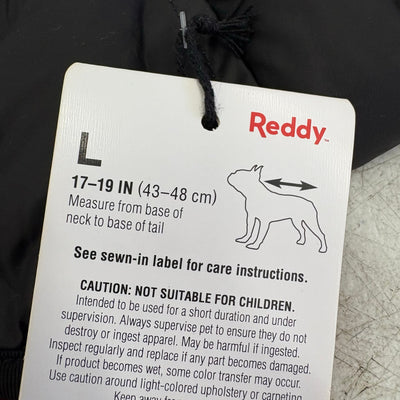 Reddy™
L
17–19 IN (43–48 cm)
Measure from base of
neck to base of tail
See sewn-in label for care instructions.
CAUTION: NOT SUITABLE FOR CHILDREN.
Intended to be used for a short duration and under
supervision. Always supervise pet to ensure they do not
destroy or ingest apparel. May be harmful if ingested.
Inspect regularly and replace if any part becomes damaged.
If product becomes wet, some color transfer may occur.
Use caution around light-colored upholstery or carpeting.
Keep away f